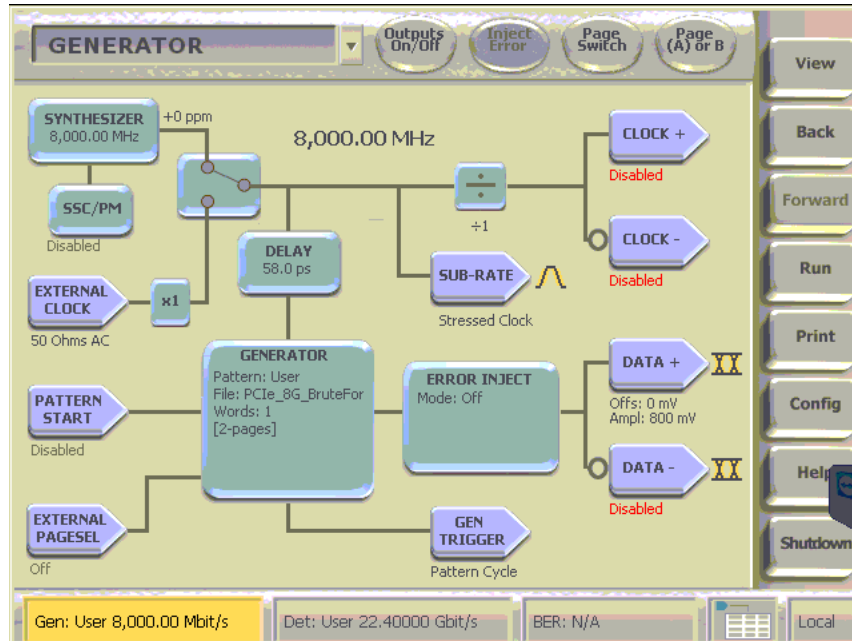 GENERATOR
Outputs On/Off
Inject Error
Page Switch
Page (A) or B
View
Back
Forward
Run
Print
Config
Help
Shutdown
SYNTHESIZER
8,000.00 MHz
+0 ppm
8,000.00 MHz
SSC/PM
Disabled
EXTERNAL CLOCK
x1
50 Ohms AC
DELAY
58.0 ps
÷
÷1
CLOCK +
Disabled
CLOCK -
Disabled
SUB-RATE
Stressed Clock
PATTERN START
Disabled
EXTERNAL PAGESEL
Off
GENERATOR
Pattern: User
File: PCIe_8G_BruteFor
Words: 1
[2-pages]
ERROR INJECT
Mode: Off
DATA +
Offs: 0 mV
Ampl: 800 mV
DATA -
Disabled
GEN TRIGGER
Pattern Cycle
Gen: User 8,000.00 Mbit/s
Det: User 22.40000 Gbit/s
BER: N/A
Local